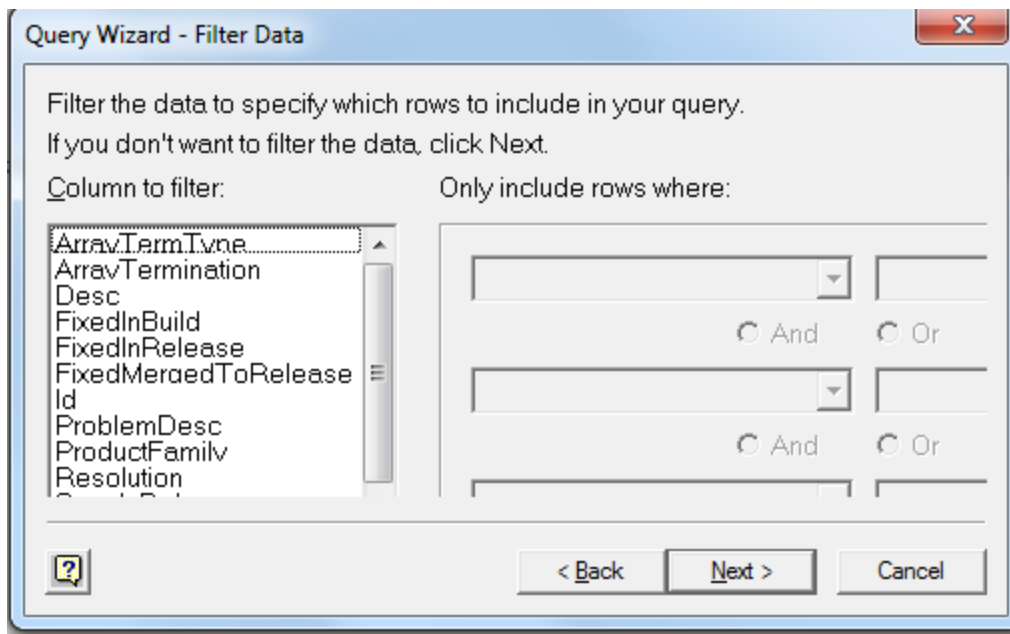 Query Wizard - Filter Data
Filter the data to specify which rows to include in your query.
If you don't want to filter the data, click Next.
Column to filter:
Only include rows where:
ArrayTermType
ArrayTermination
Desc
FixedInBuild
FixedInRelease
FixedMergedToRelease
Id
ProblemDesc
ProductFamily
Resolution
And
Or
And
Or
< Back
Next >
Cancel